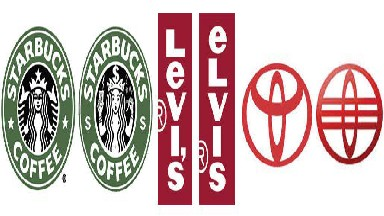 STARBUCKS
COFFEE
STARBUCKS
$ $
COFFEE
Levi's
®
eLVIS
®